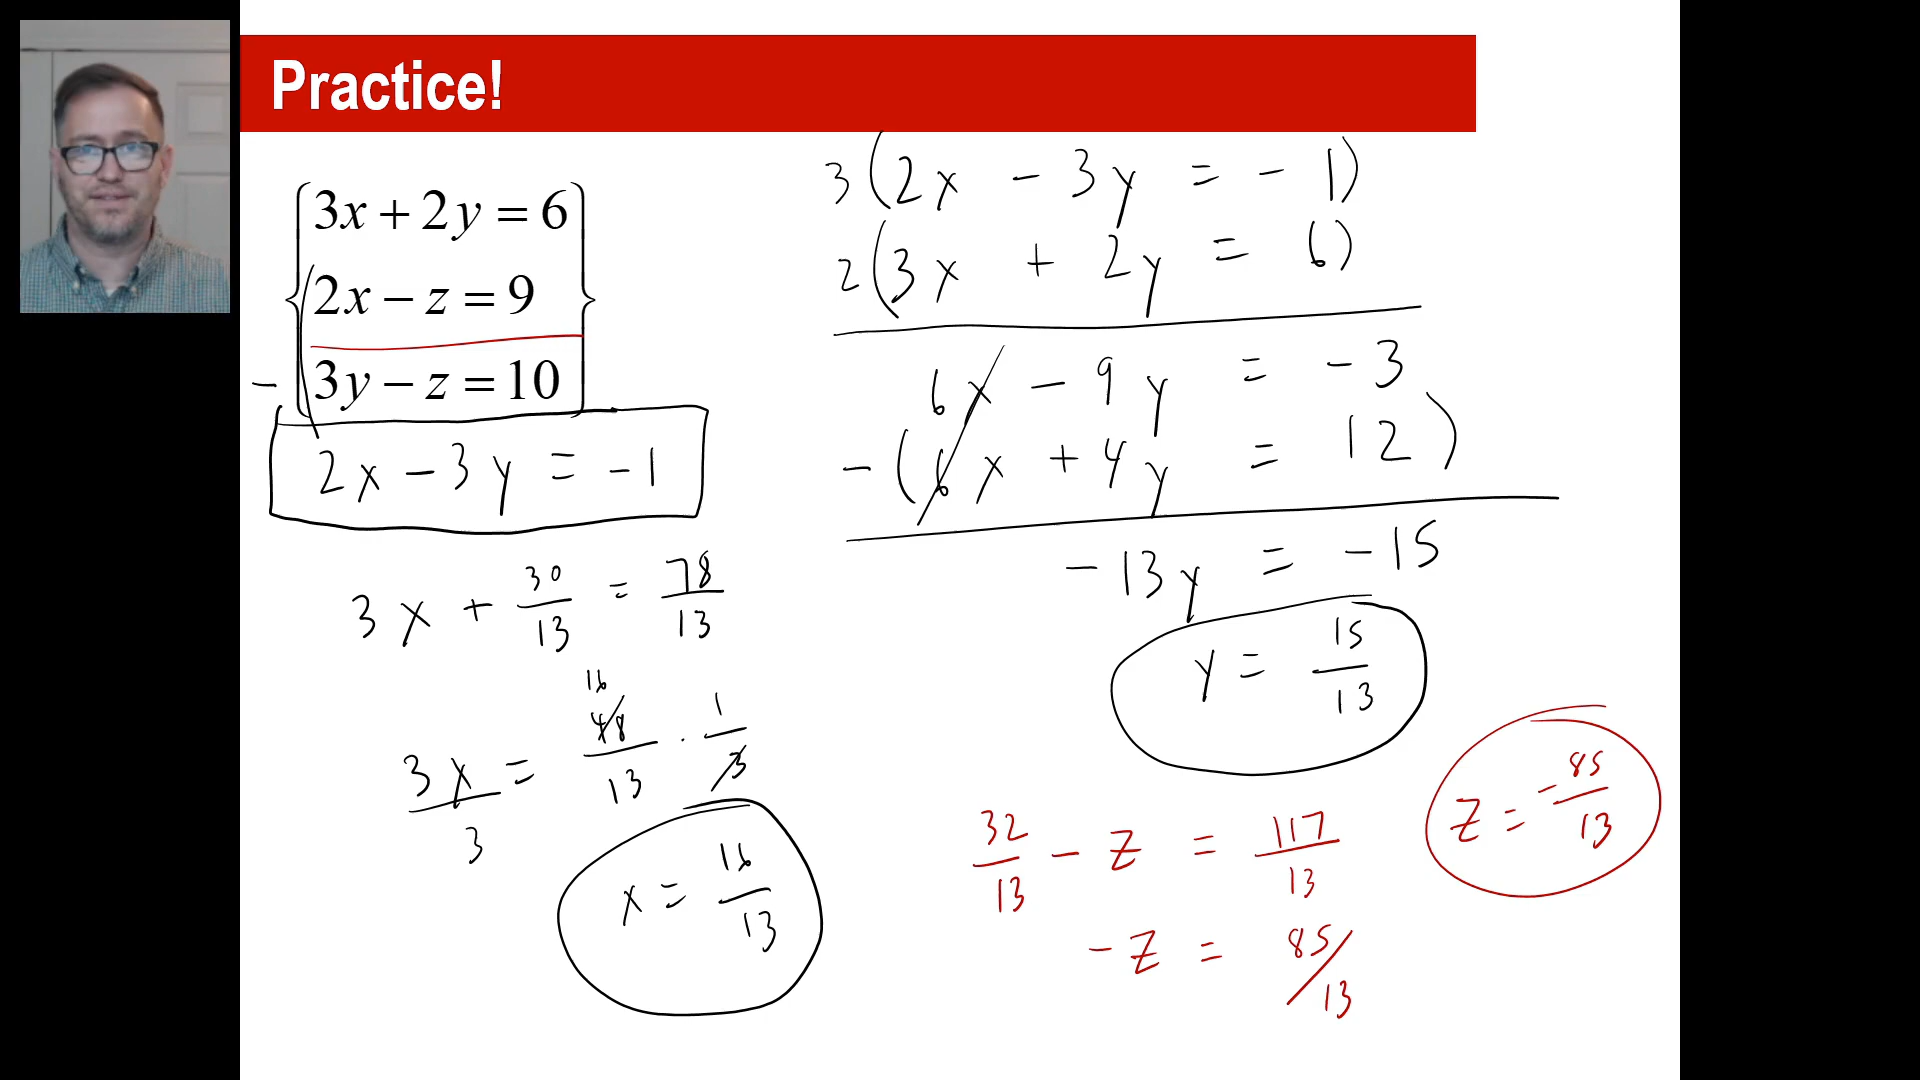 Practice!
3x + 2y = 6
2x − z = 9
− 3y − z = 10
2x − 3y = −1
3x + 30/13 = 78/13
16
3x/3 = 48/13 · 1/3
x = 16/13
3(2x − 3y = −1)
2(3x + 2y = 6)
6x − 9y = −3
−(6x + 4y = 12)
−13y = −15
y = 15/13
32/13 − z = 117/13
−z = 85/13
z = −85/13